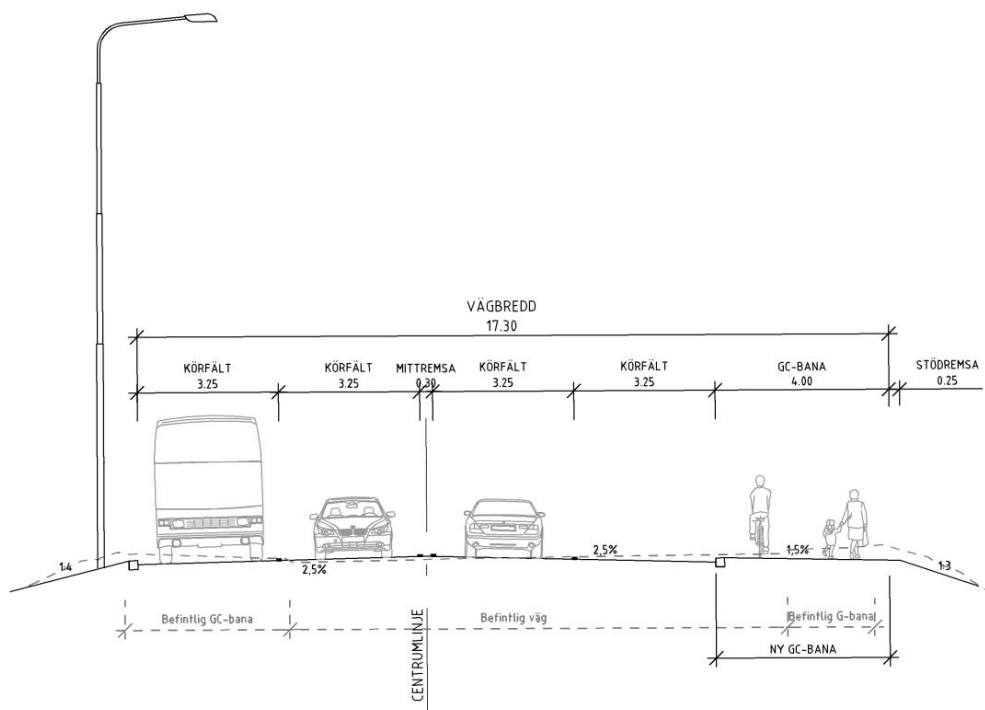 VÄGBREDD
17.30
KÖRFÄLT
3.25
KÖRFÄLT
3.25
MITTREMSA
0.30
KÖRFÄLT
3.25
KÖRFÄLT
3.25
GC-BANA
4.00
STÖDREMSA
0.25
1:4
2,5%
2,5%
1,5%
1:3
Befintlig GC-bana
Befintlig väg
Befintlig G-bana
CENTRUMLINJE
NY GC-BANA